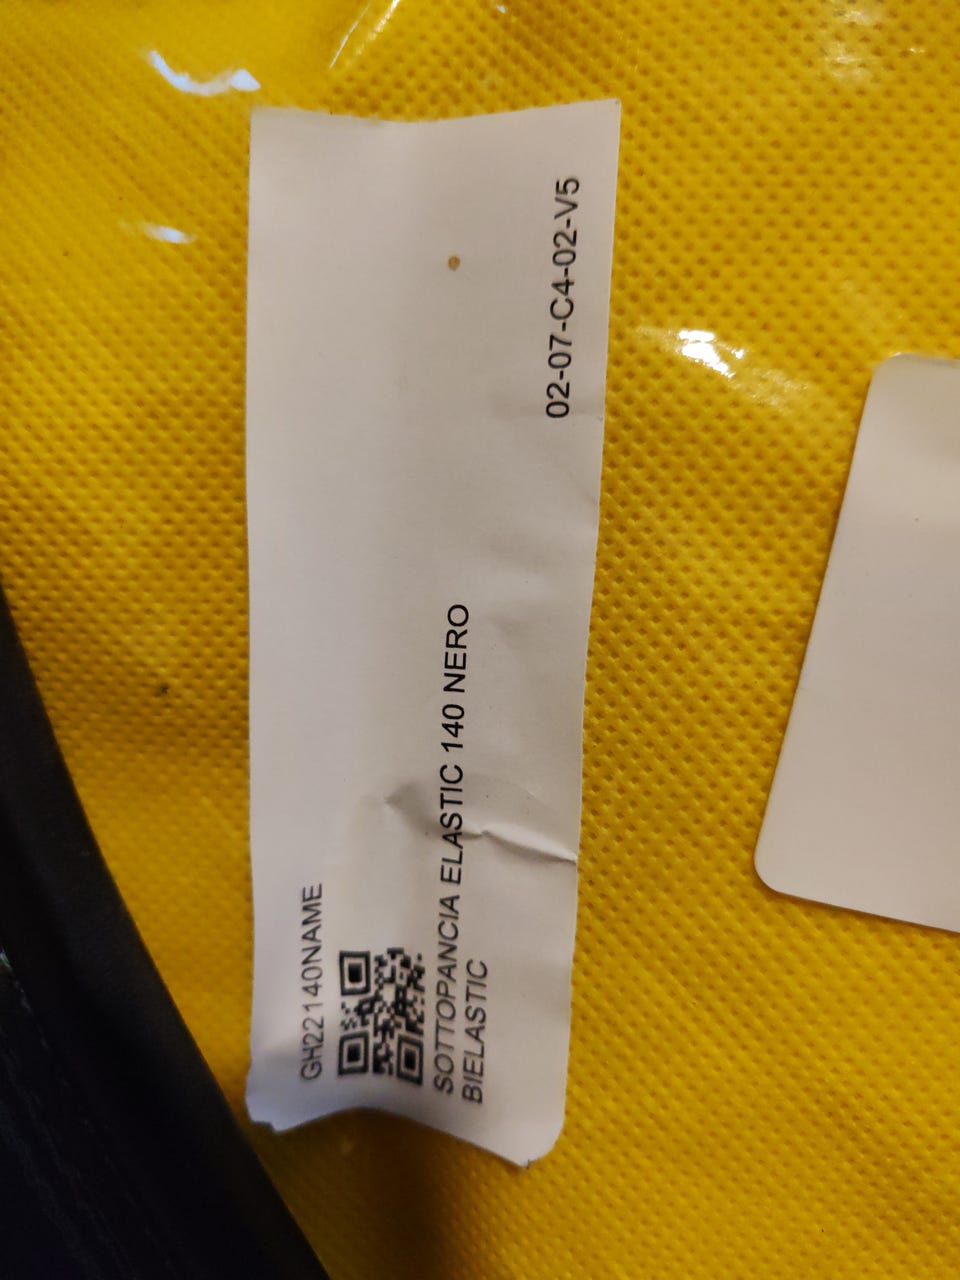 GH22140NAME
SOTTOPANCIA ELASTIC 140 NERO
BIELASTIC
02-07-C4-02-V5